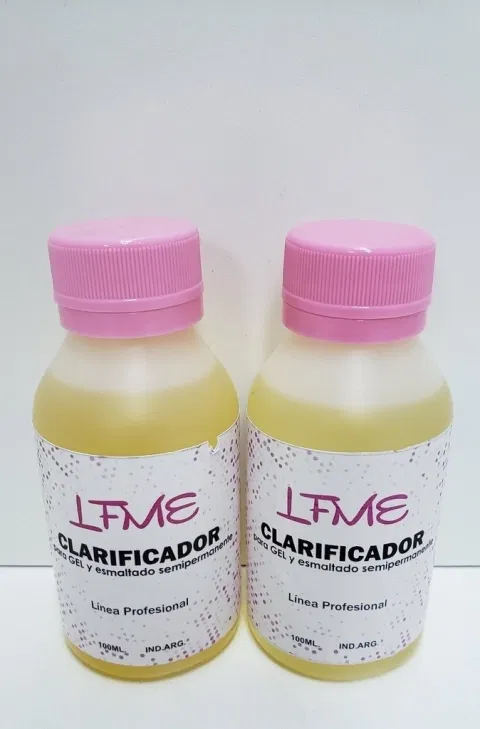 LFME
CLARIFICADOR
para GEL y esmaltado semipermanente
Línea Profesional
100ML. IND.ARG.
LFME
CLARIFICADOR
para GEL y esmaltado semipermanente
Línea Profesional
100ML. IND.ARG.